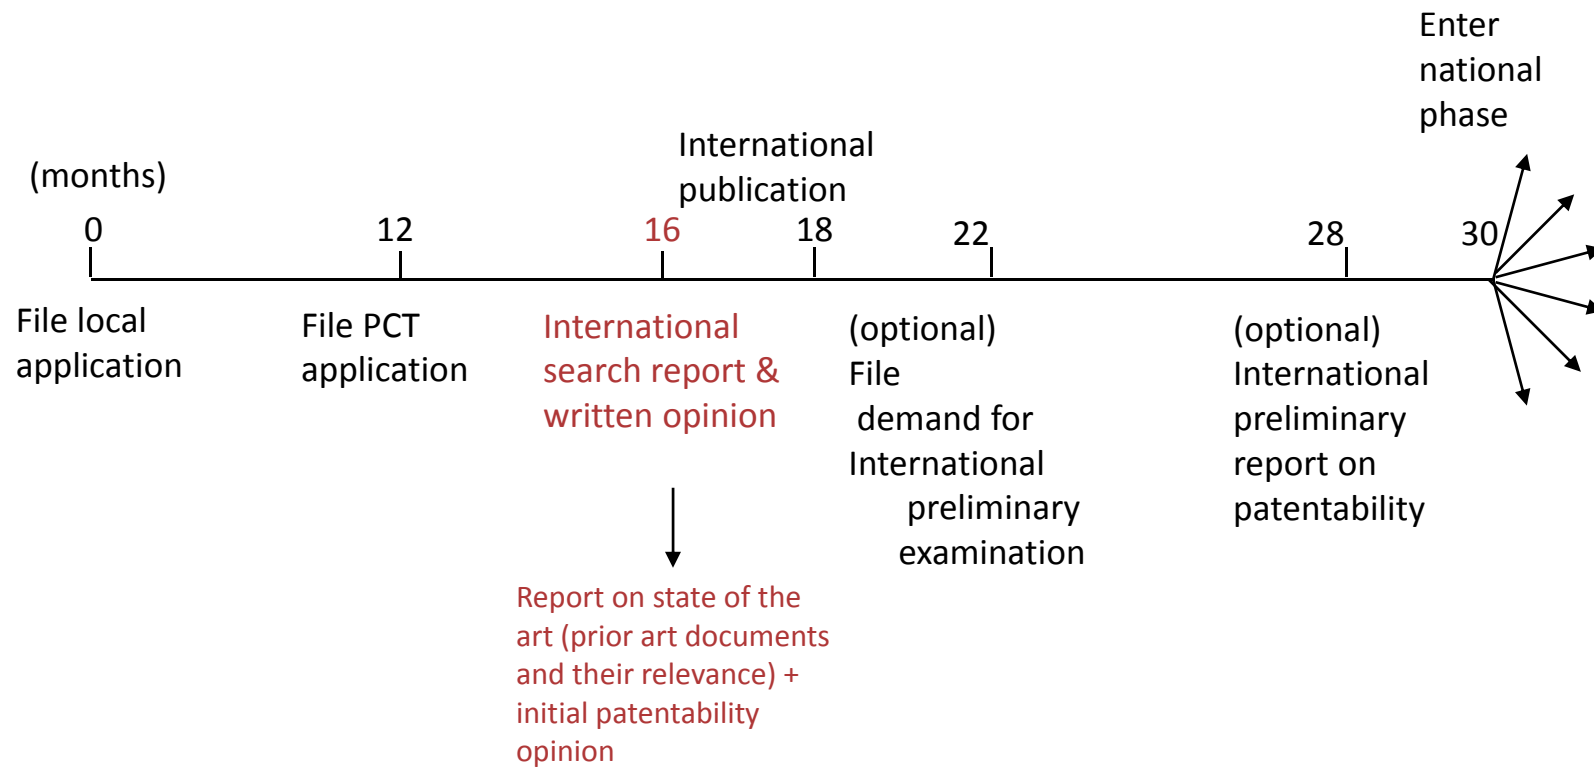 Enter
national
phase
International
publication
(months)
0
12
16
18
22
28
30
File local
application
File PCT
application
International
search report &
written opinion
(optional)
File
demand for
International
preliminary
examination
(optional)
International
preliminary
report on
patentability
Report on state of the
art (prior art documents
and their relevance) +
initial patentability
opinion